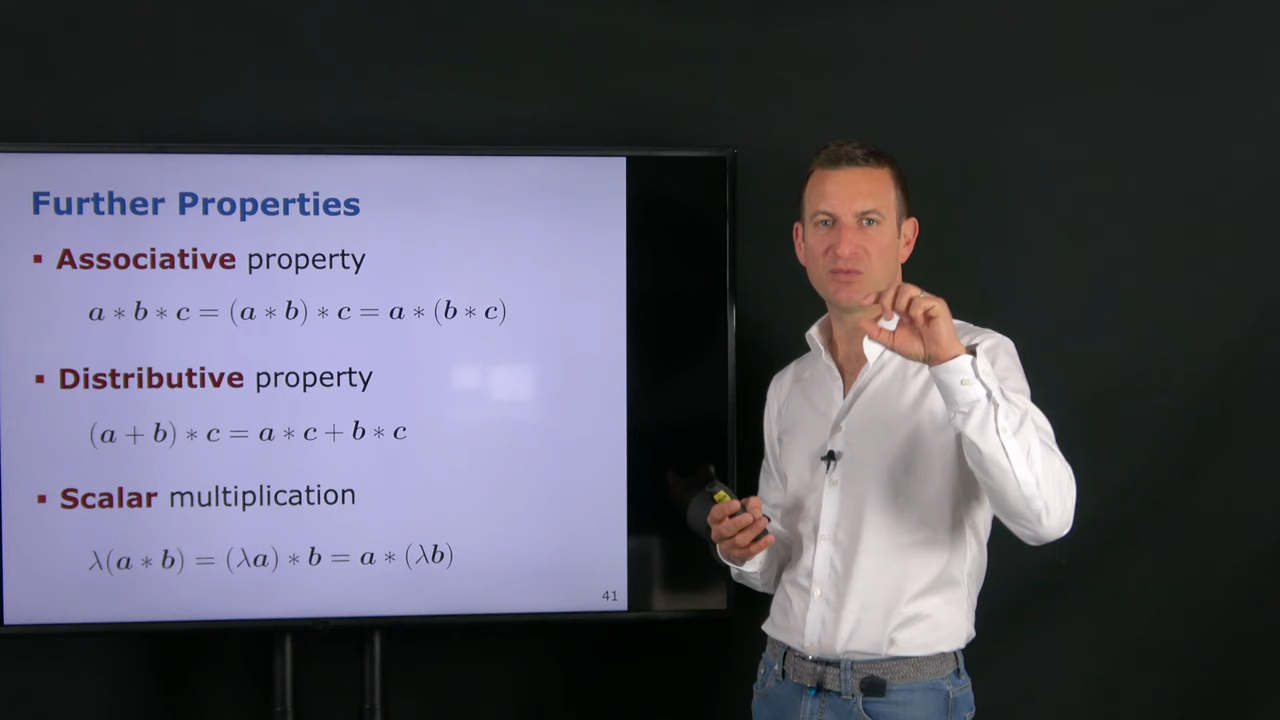 Further Properties
▪ Associative property
a ∗ b ∗ c = (a ∗ b) ∗ c = a ∗ (b ∗ c)
▪ Distributive property
(a + b) ∗ c = a ∗ c + b ∗ c
▪ Scalar multiplication
λ(a ∗ b) = (λa) ∗ b = a ∗ (λb)
41